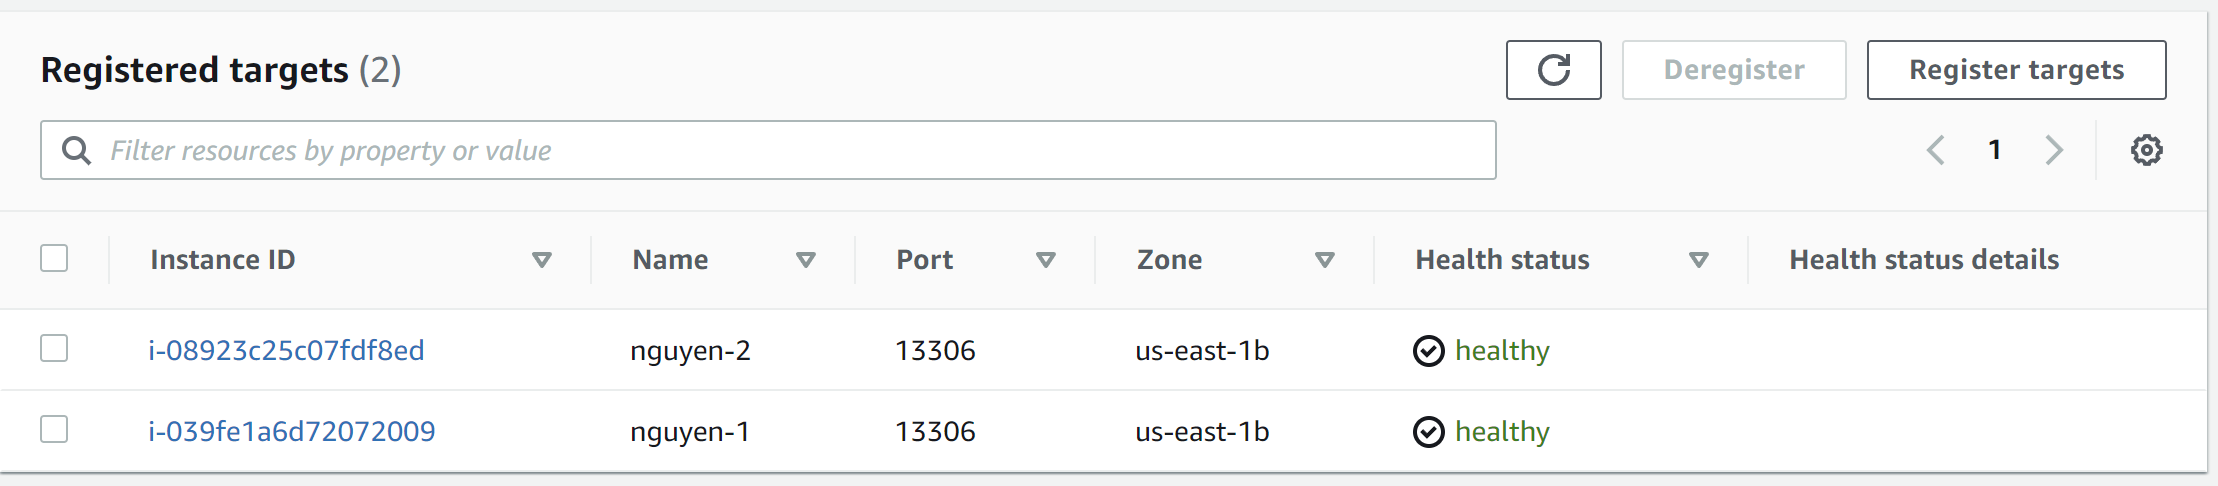 Registered targets (2)
Deregister
Register targets
Filter resources by property or value
1
Instance ID Name Port Zone Health status Health status details
i-08923c25c07fdf8ed nguyen-2 13306 us-east-1b healthy
i-039fe1a6d72072009 nguyen-1 13306 us-east-1b healthy